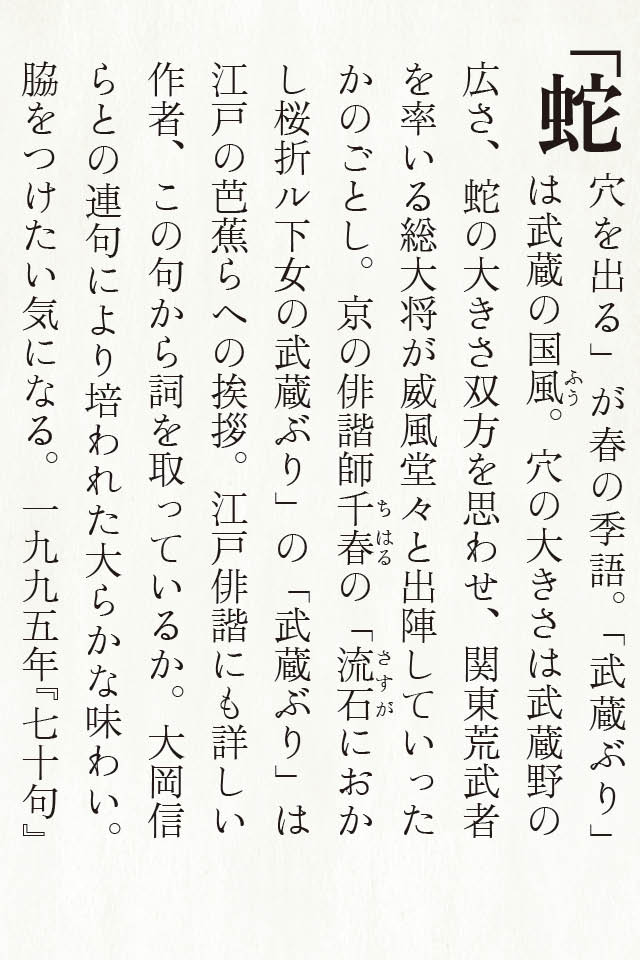 「蛇穴を出る」が春の季語。「武蔵ぶり」
は武蔵の国風。穴の大きさは武蔵野の
広さ、蛇の大きさ双方を思わせ、関東荒武者
を率いる総大将が威風堂々と出陣していった
かのごとし。京の俳諧師千春の「流石におか
し桜折ル下女の武蔵ぶり」の「武蔵ぶり」は
江戸の芭蕉らへの挨拶。江戸俳諧にも詳しい
作者、この句から詞を取っているか。大岡信
らとの連句により培われた大らかな味わい。
脇をつけたい気になる。一九九五年『七十句』
ふう
ちはる
さすが